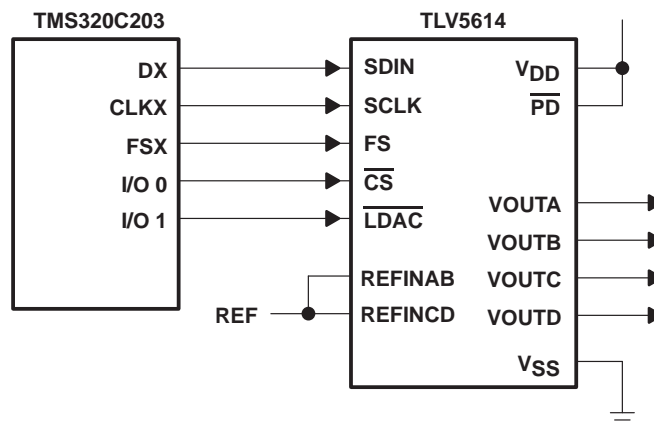 TMS320C203
TLV5614
DX
SDIN
VDD
CLKX
SCLK
PD
FSX
FS
I/O 0
CS
I/O 1
LDAC
VOUTA
VOUTB
REFINAB
VOUTC
REF
REFINCD
VOUTD
VSS